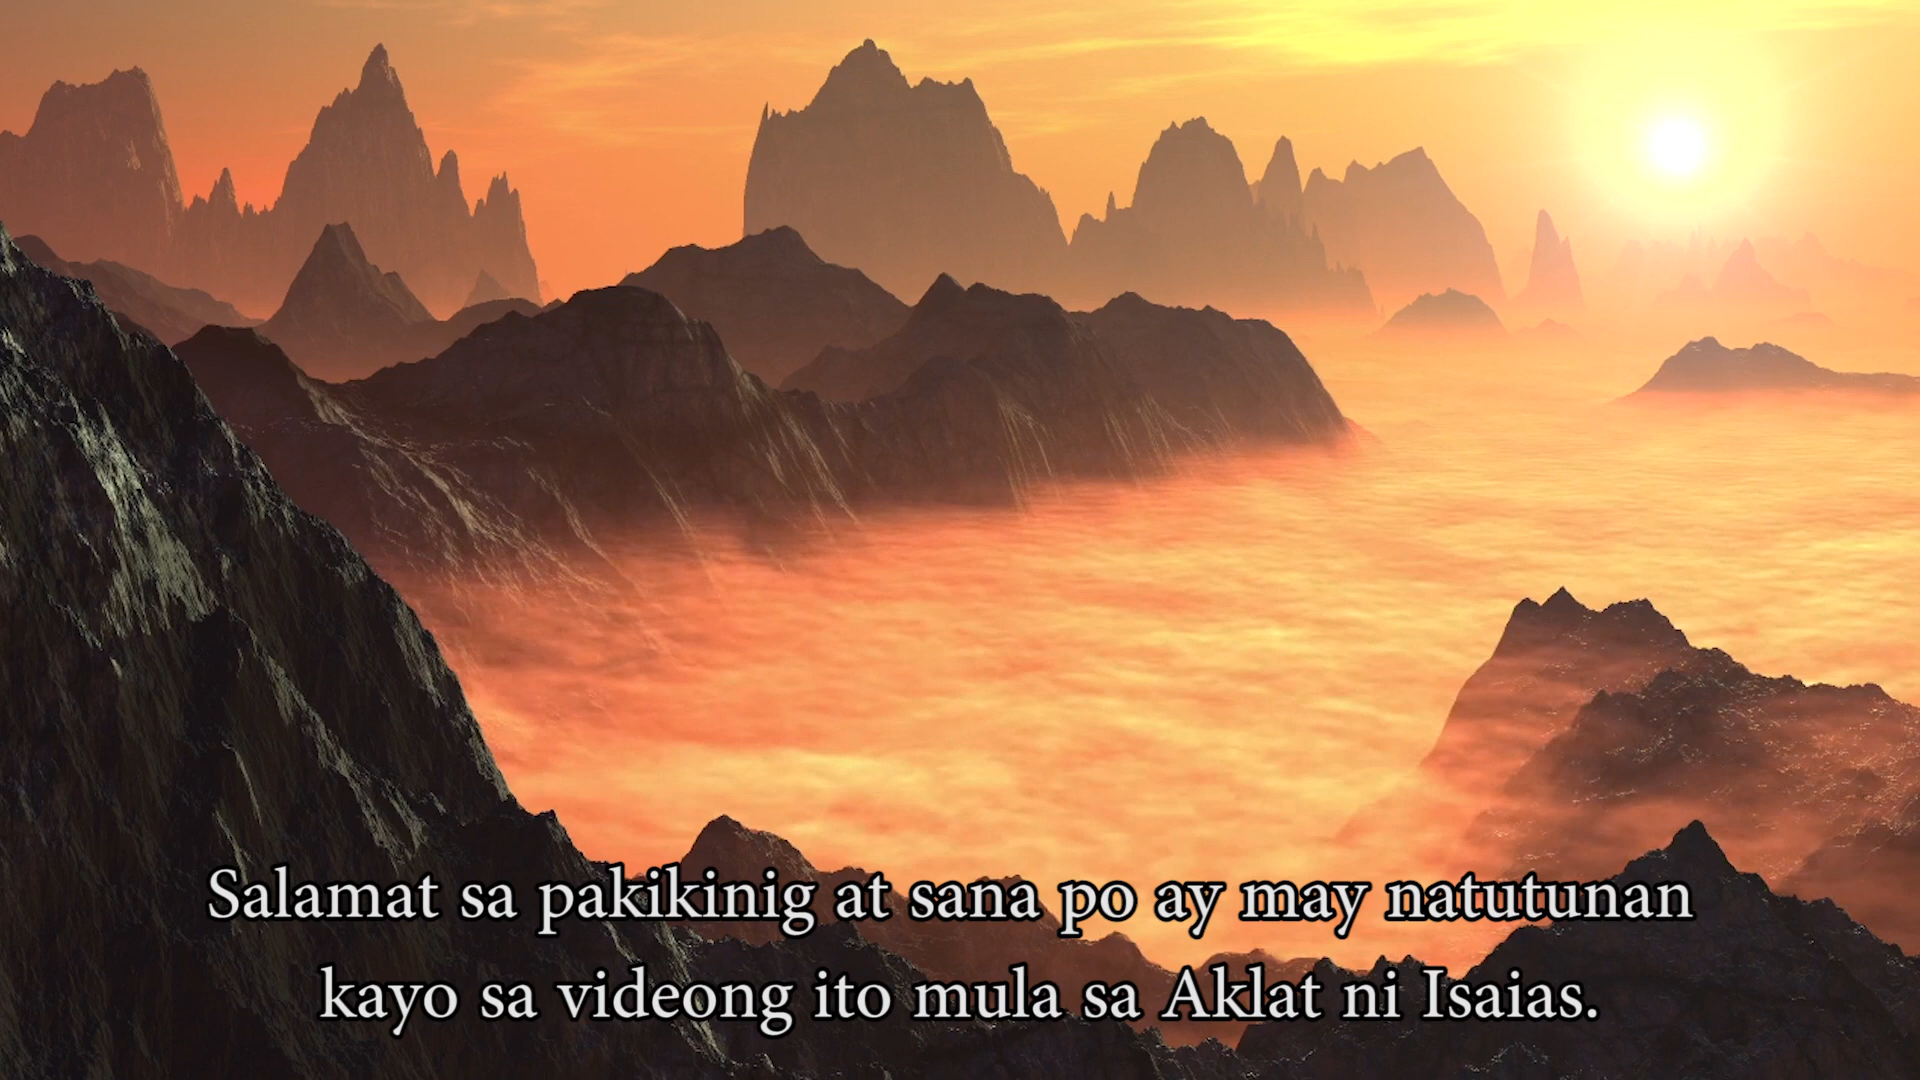 Salamat sa pakikinig at sana po ay may natutunan
kayo sa videong ito mula sa Aklat ni Isaias.